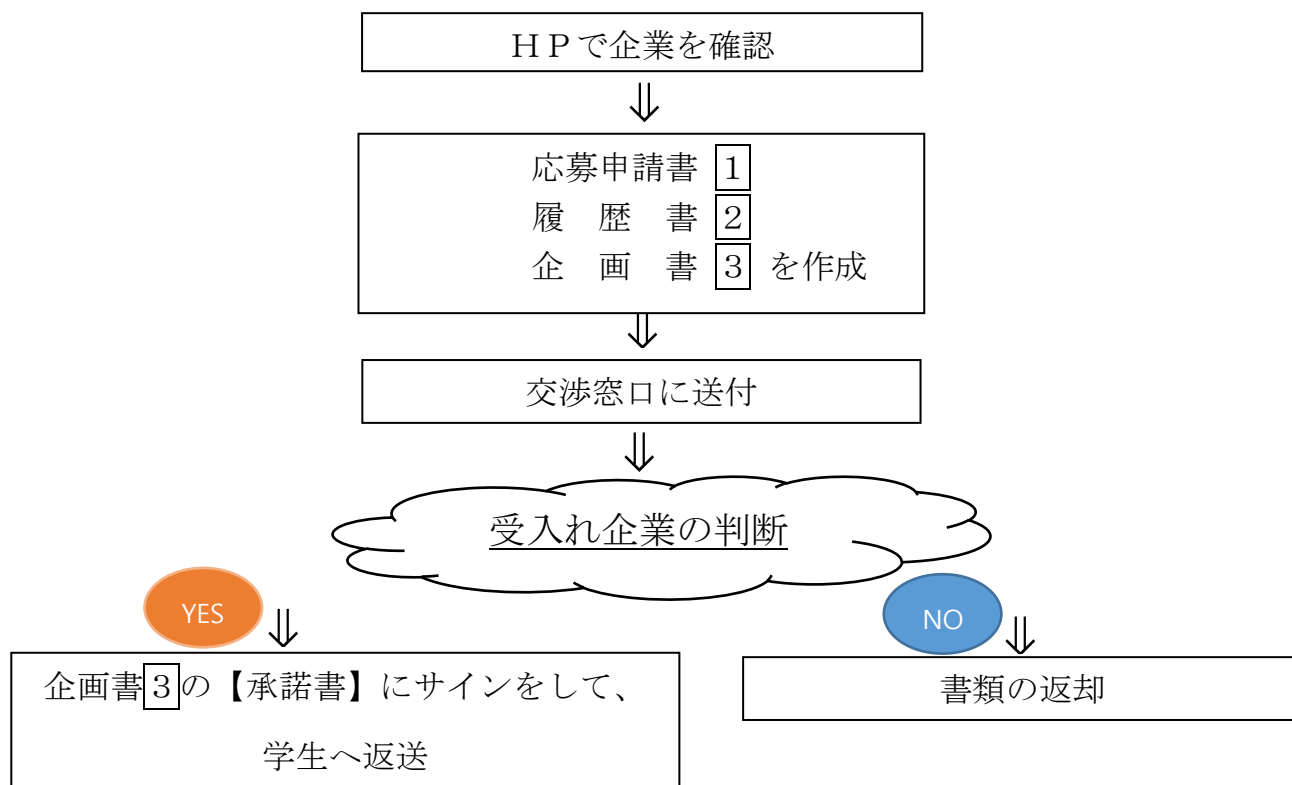 ＨＰで企業を確認
応募申請書 １
履　歴　書 ２
企　画　書 ３ を作成
交渉窓口に送付
受入れ企業の判断
YES
NO
企画書３の【承諾書】にサインをして、
学生へ返送
書類の返却